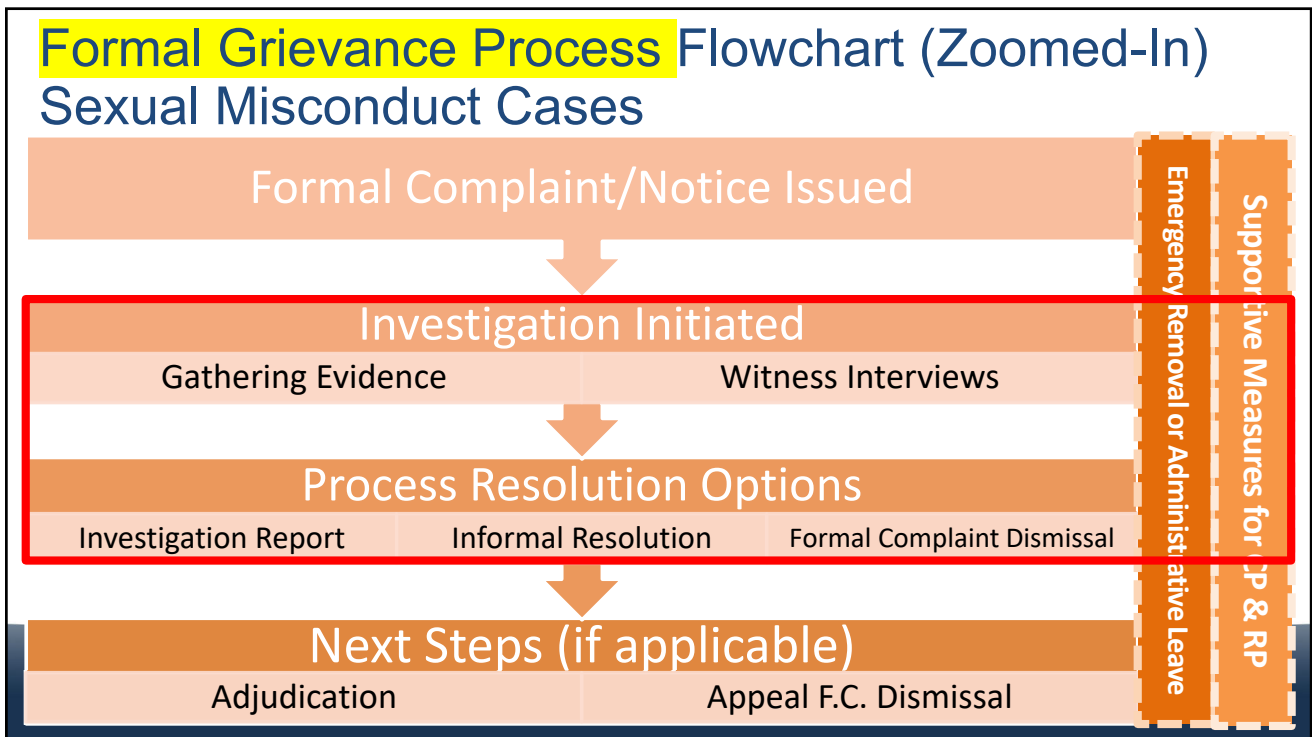 Formal Grievance Process Flowchart (Zoomed-In)
Sexual Misconduct Cases
Formal Complaint/Notice Issued
Investigation Initiated
Gathering Evidence
Witness Interviews
Process Resolution Options
Investigation Report
Informal Resolution
Formal Complaint Dismissal
Next Steps (if applicable)
Adjudication
Appeal F.C. Dismissal
Emergency Removal or Administrative Leave
Supportive Measures for CP & RP